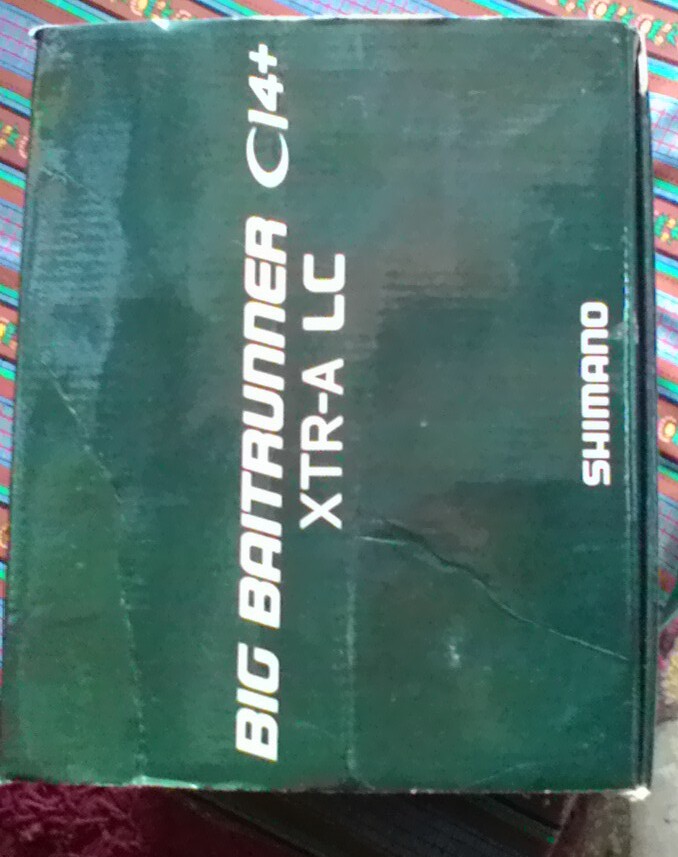 BIG BAITRUNNER CI4+
XTR-A LC
SHIMANO